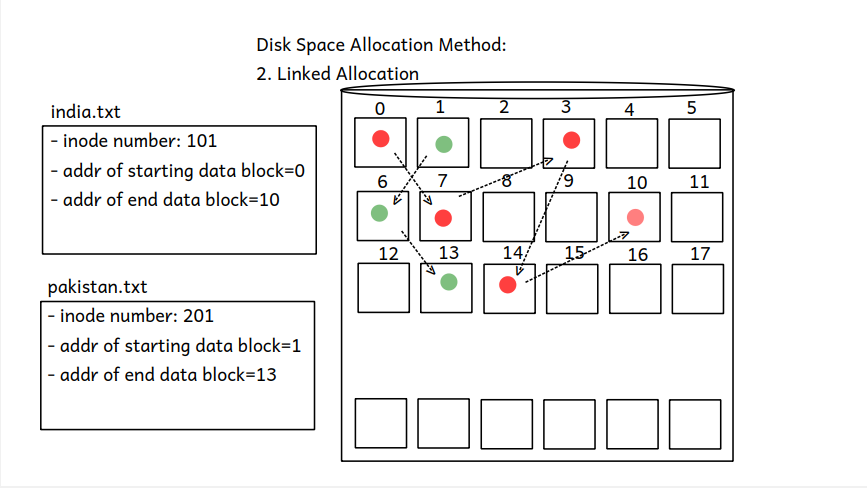 Disk Space Allocation Method:
2. Linked Allocation
india.txt
- inode number: 101
- addr of starting data block=0
- addr of end data block=10
pakistan.txt
- inode number: 201
- addr of starting data block=1
- addr of end data block=13
0 1 2 3 4 5
6 7 8 9 10 11
12 13 14 15 16 17